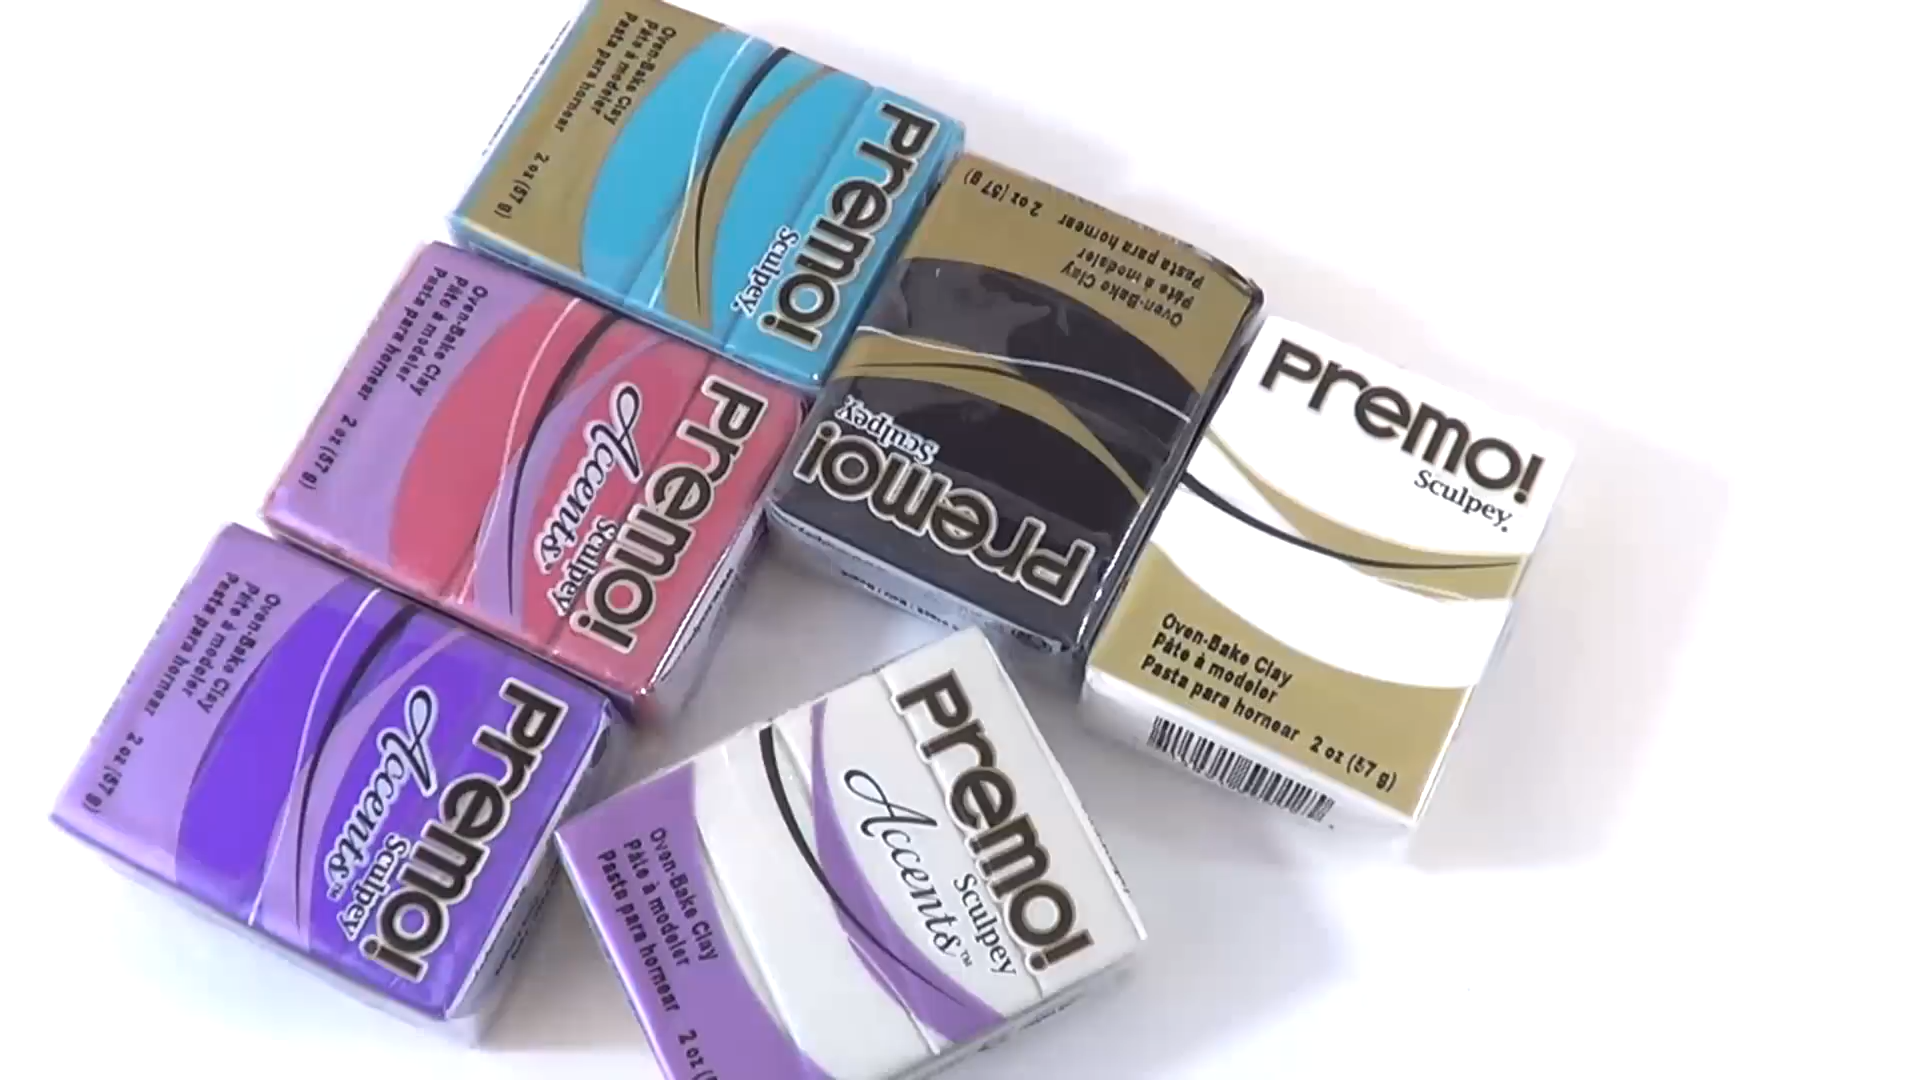 Premo!
Sculpey
Oven-Bake Clay
Pâte à modeler
Pasta para hornear 2 oz (57 g)
Premo!
Sculpey
Accents
Oven-Bake Clay
Pâte à modeler
Pasta para hornear 2 oz (57 g)
Premo!
Sculpey
Accents™
Oven-Bake Clay
Pâte à modeler
Pasta para hornear 2 oz (57 g)
Premo!
Sculpey
Oven-Bake Clay
Pâte à modeler
Pasta para hornear 2 oz (57 g)
Premo!
Sculpey
Oven-Bake Clay
Pâte à modeler
Pasta para hornear 2 oz (57 g)
Premo!
Sculpey
Accents™
Oven-Bake Clay
Pâte à modeler
Pasta para hornear 2 oz